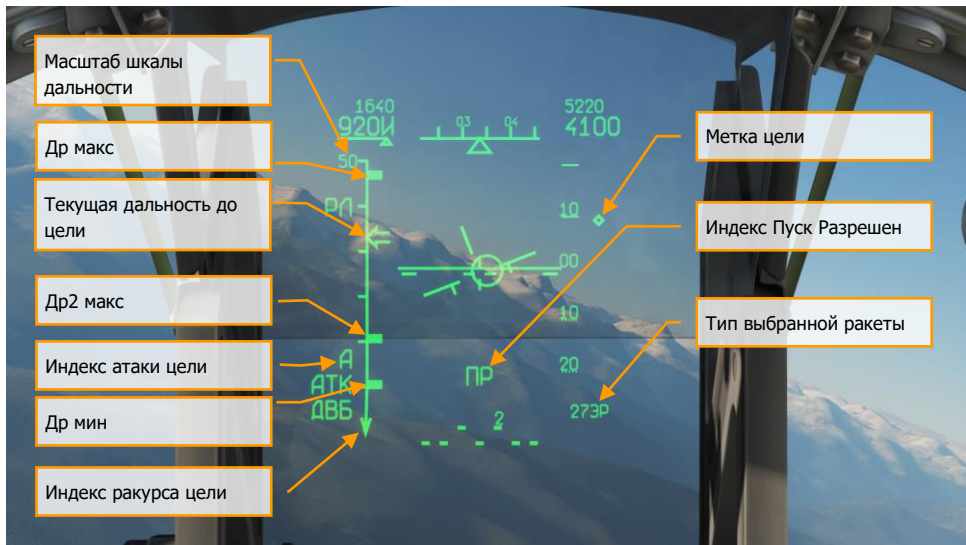 Масштаб шкалы
дальности
Др макс
Текущая дальность до
цели
Др2 макс
Индекс атаки цели
Др мин
Индекс ракурса цели
1640
920И
50
РЛ
А
АТК
ДВБ
03 04
5220
4100
10
00
10
20
ПР
2
27ЭР
Метка цели
Индекс Пуск Разрешен
Тип выбранной ракеты